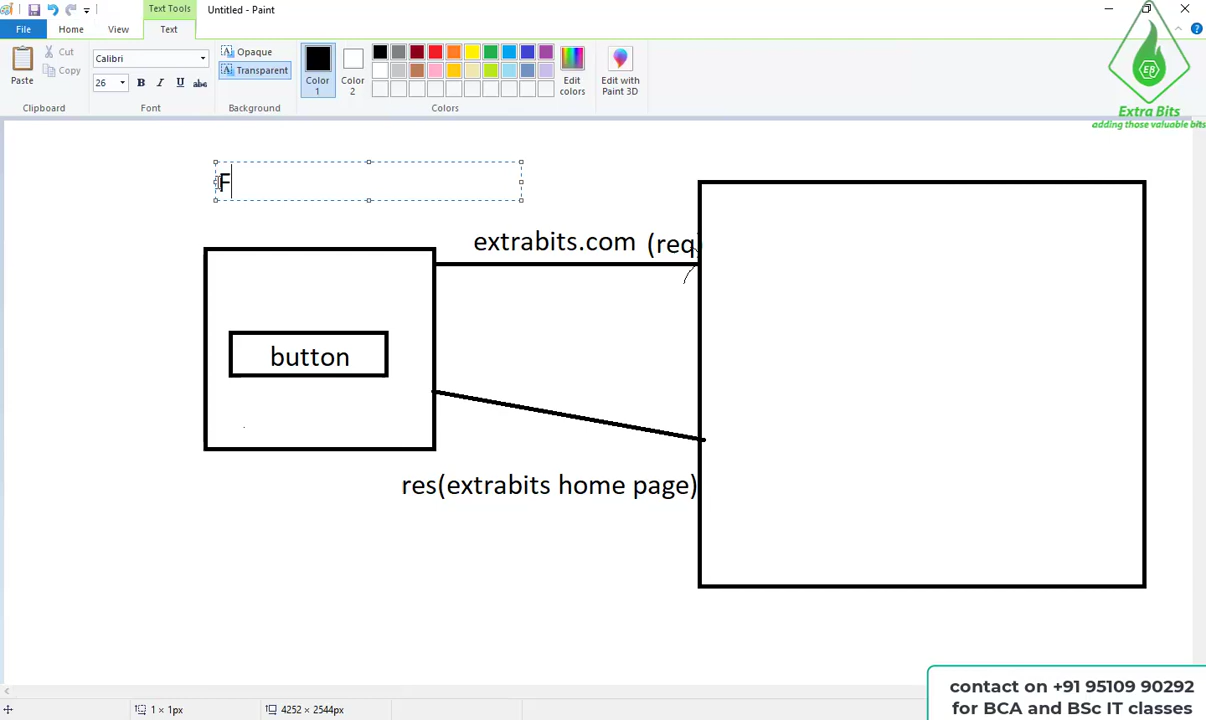 Text Tools
Untitled - Paint
File
Home
View
Text
Paste
Cut
Copy
Clipboard
Calibri
26
B I U abc
Font
Opaque
Transparent
Background
Color 1
Color 2
Edit colors
Colors
Edit with Paint 3D
EB
Extra Bits
adding those valuable bits
F
extrabits.com (req)
button
res(extrabits home page)
1 × 1px
4252 × 2544px
contact on +91 95109 90292
for BCA and BSc IT classes